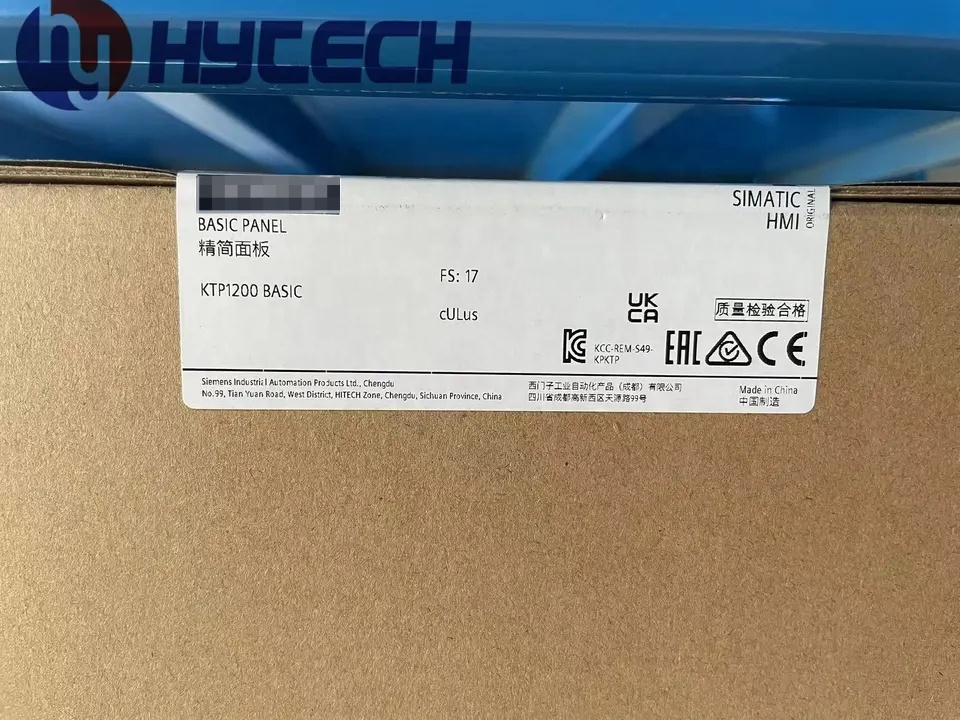 HYTECH
SIMATIC
HMI
ORIGINAL
BASIC PANEL
精简面板
KTP1200 BASIC
FS: 17
cULus
UK
CA
质量检验合格
KCC-REM-S49-
KPKTP
EAC
CE
Siemens Industrial Automation Products Ltd., Chengdu
No.99, Tian Yuan Road, West District, HITECH Zone, Chengdu, Sichuan Province, China
西门子工业自动化产品（成都）有限公司
四川省成都高新西区天源路99号
Made in China
中国制造